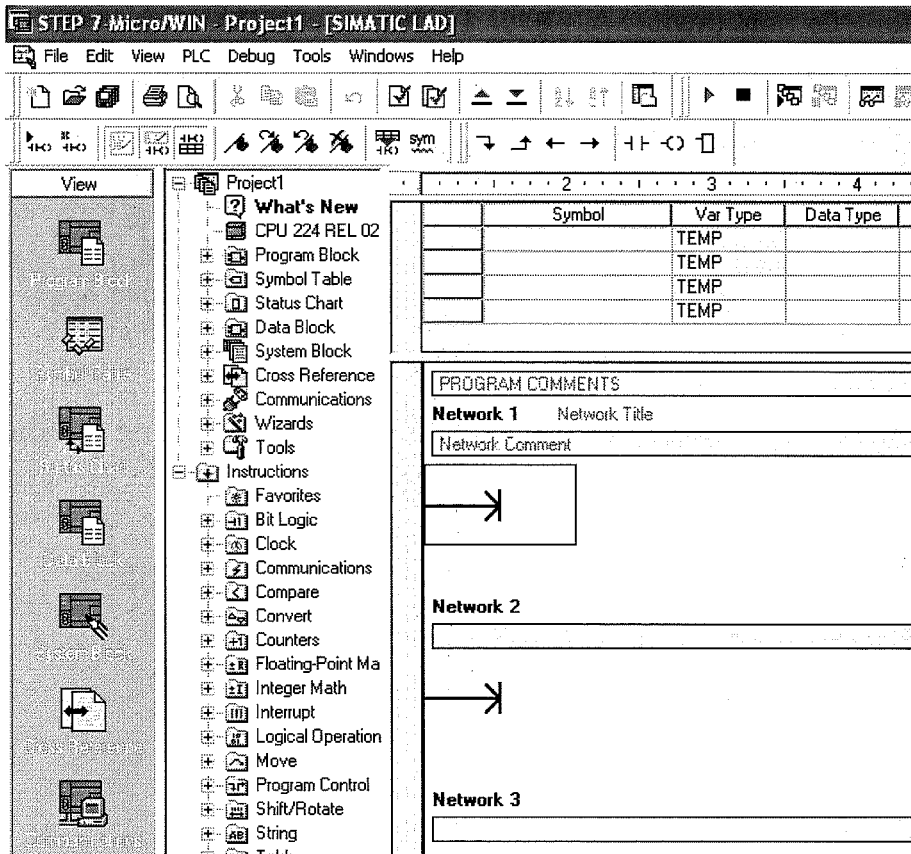 STEP 7-Micro/WIN - Project1 - [SIMATIC LAD]
File Edit View PLC Debug Tools Windows Help
sym
View
Project1
What's New
CPU 224 REL 02
Program Block
Symbol Table
Status Chart
Data Block
System Block
Cross Reference
Communications
Wizards
Tools
Instructions
Favorites
Bit Logic
Clock
Communications
Compare
Convert
Counters
Floating-Point Ma
Integer Math
Interrupt
Logical Operation
Move
Program Control
Shift/Rotate
String
2 3 4
Symbol Var Type Data Type
TEMP
TEMP
TEMP
TEMP
PROGRAM COMMENTS
Network 1 Network Title
Network Comment
Network 2
Network 3